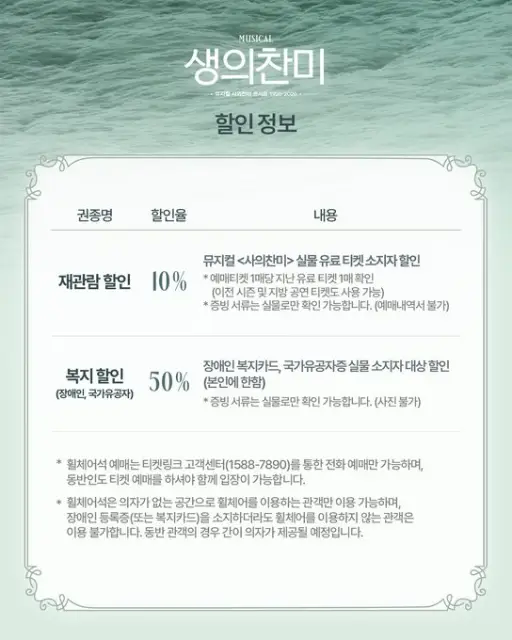 MUSICAL
생의찬미
할인 정보
권종명 할인율 내용
재관람 할인 10% 뮤지컬 <사의찬미> 실물 유료 티켓 소지자 할인
* 예매티켓 1매당 지난 유료 티켓 1매 확인
(이전 시즌 및 지방 공연 티켓도 사용 가능)
* 증빙 서류는 실물로만 확인 가능합니다. (예매내역서 불가)
복지 할인 50% 장애인 복지카드, 국가유공자증 실물 소지자 대상 할인
(장애인, 국가유공자) (본인에 한함)
* 증빙 서류는 실물로만 확인 가능합니다. (사진 불가)
* 휠체어석 예매는 티켓링크 고객센터(1588-7890)를 통한 전화 예매만 가능하며,
동반인도 티켓 예매를 하셔야 함께 입장이 가능합니다.
* 휠체어석은 의자가 없는 공간으로 휠체어를 이용하는 관객만 이용 가능하며,
장애인 등록증(또는 복지카드)을 소지하더라도 휠체어를 이용하지 않는 관객은
이용 불가합니다. 동반 관객의 경우 간이 의자가 제공될 예정입니다.